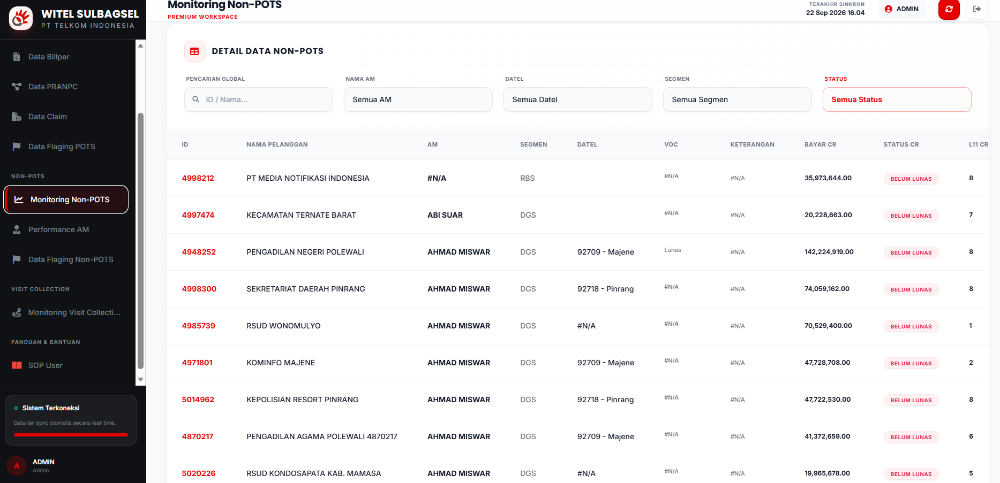 WITEL SULBAGSEL
PT TELKOM INDONESIA
Data Billper
Data PRANPC
Data Claim
Data Flaging POTS
NON-POTS
Monitoring Non-POTS
Performance AM
Data Flaging Non-POTS
VISIT COLLECTION
Monitoring Visit Collecti...
PANDUAN & BANTUAN
SOP User
Sistem Terkoneksi
Data ter-sync otomatis secara real-time.
A
ADMIN
Admin
Monitoring Non-POTS
PREMIUM WORKSPACE
TERAKHIR SINKRON
22 Sep 2026 16.04
ADMIN
DETAIL DATA NON-POTS
PENCARIAN GLOBAL NAMA AM DATEL SEGMEN STATUS
ID / Nama... Semua AM Semua Datel Semua Segmen Semua Status
ID NAMA PELANGGAN AM SEGMEN DATEL VOC KETERANGAN BAYAR CR STATUS CR L11 CR
4998212 PT MEDIA NOTIFIKASI INDONESIA #N/A RBS #N/A #N/A 35,973,644.00 BELUM LUNAS 8
4997474 KECAMATAN TERNATE BARAT ABI SUAR DGS #N/A #N/A 20,228,663.00 BELUM LUNAS 7
4948252 PENGADILAN NEGERI POLEWALI AHMAD MISWAR DGS 92709 - Majene Lunas #N/A 142,224,919.00 BELUM LUNAS 8
4998300 SEKRETARIAT DAERAH PINRANG AHMAD MISWAR DGS 92718 - Pinrang #N/A #N/A 74,059,162.00 BELUM LUNAS 8
4985739 RSUD WONOMULYO AHMAD MISWAR DGS #N/A #N/A #N/A 70,529,400.00 BELUM LUNAS 1
4971801 KOMINFO MAJENE AHMAD MISWAR DGS 92709 - Majene #N/A #N/A 47,728,708.00 BELUM LUNAS 2
5014962 KEPOLISIAN RESORT PINRANG AHMAD MISWAR DGS 92718 - Pinrang #N/A #N/A 47,722,530.00 BELUM LUNAS 8
4870217 PENGADILAN AGAMA POLEWALI 4870217 AHMAD MISWAR DGS 92709 - Majene #N/A #N/A 41,372,659.00 BELUM LUNAS 6
5020226 RSUD KONDOSAPATA KAB. MAMASA AHMAD MISWAR DGS #N/A #N/A #N/A 19,965,678.00 BELUM LUNAS 5